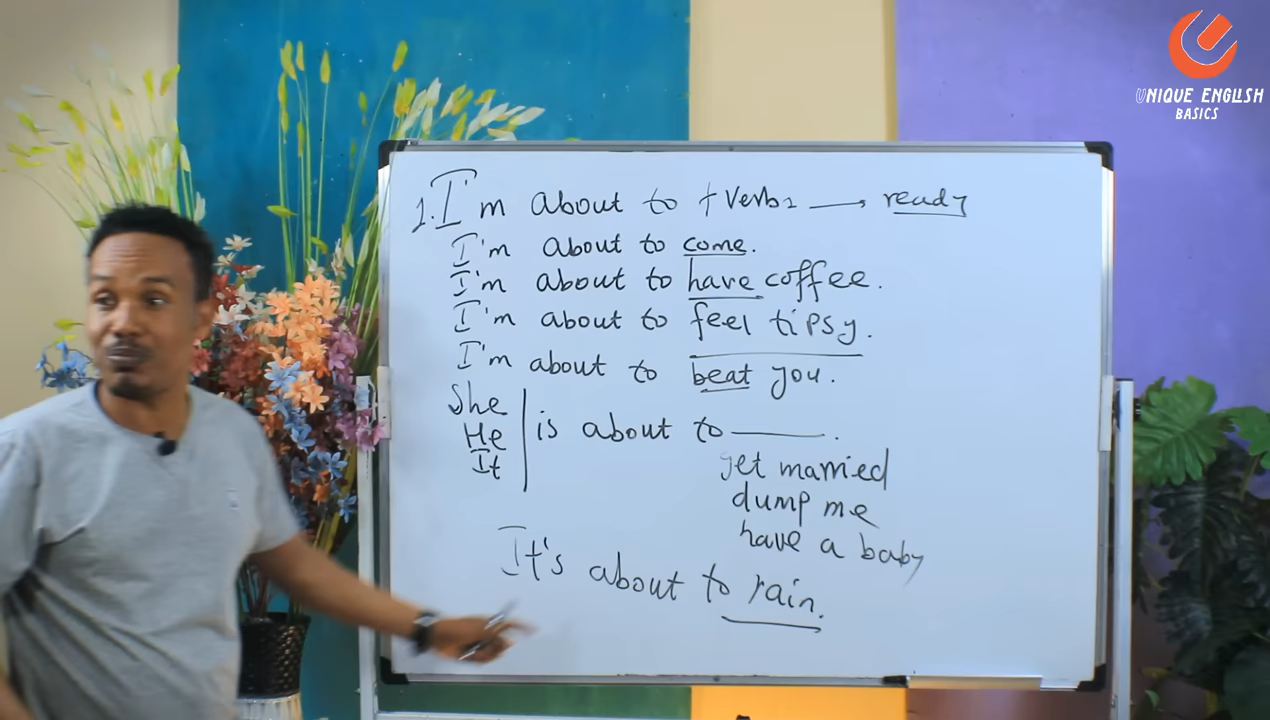 UNIQUE ENGLISH
BASICS
1. I'm about to + Verb1 → ready
I'm about to come.
I'm about to have coffee.
I'm about to feel tipsy.
I'm about to beat you.
She
He
It
is about to ______.
get married
dump me
have a baby
It's about to rain.